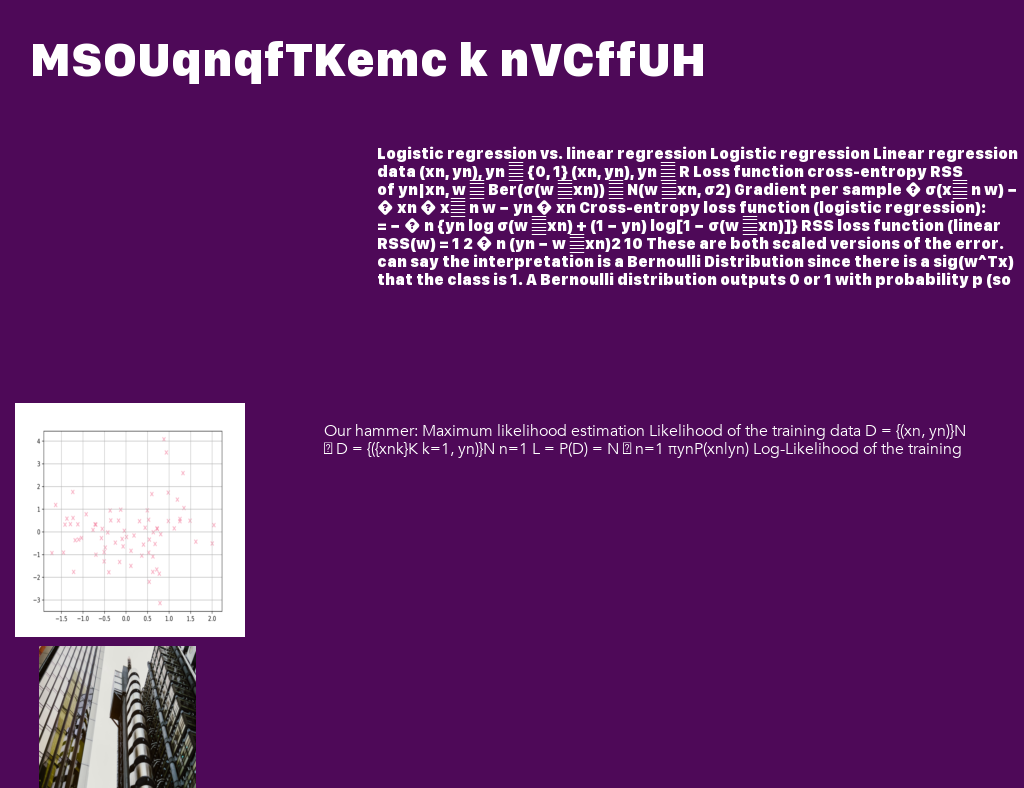 MSOUqnqfTKemc k nVCffUH
Logistic regression vs. linear regression Logistic regression Linear regression
data (xn, yn), yn {0, 1} (xn, yn), yn R Loss function cross-entropy RSS
of yn|xn, w Ber(σ(w xn)) N(w xn, σ2) Gradient per sample � σ(x n w) −
� xn � x n w − yn � xn Cross-entropy loss function (logistic regression):
= − � n {yn log σ(w xn) + (1 − yn) log[1 − σ(w xn)]} RSS loss function (linear
RSS(w) = 1 2 � n (yn − w xn)2 10 These are both scaled versions of the error.
can say the interpretation is a Bernoulli Distribution since there is a sig(w^Tx)
that the class is 1. A Bernoulli distribution outputs 0 or 1 with probability p (so
Our hammer: Maximum likelihood estimation Likelihood of the training data D = {(xn, yn)}N
D = {({xnk}K k=1, yn)}N n=1 L = P(D) = N n=1 πynP(xnlyn) Log-Likelihood of the training
4
3
2
1
0
−1
−2
−3
−1.5 −1.0 −0.5 0.0 0.5 1.0 1.5 2.0